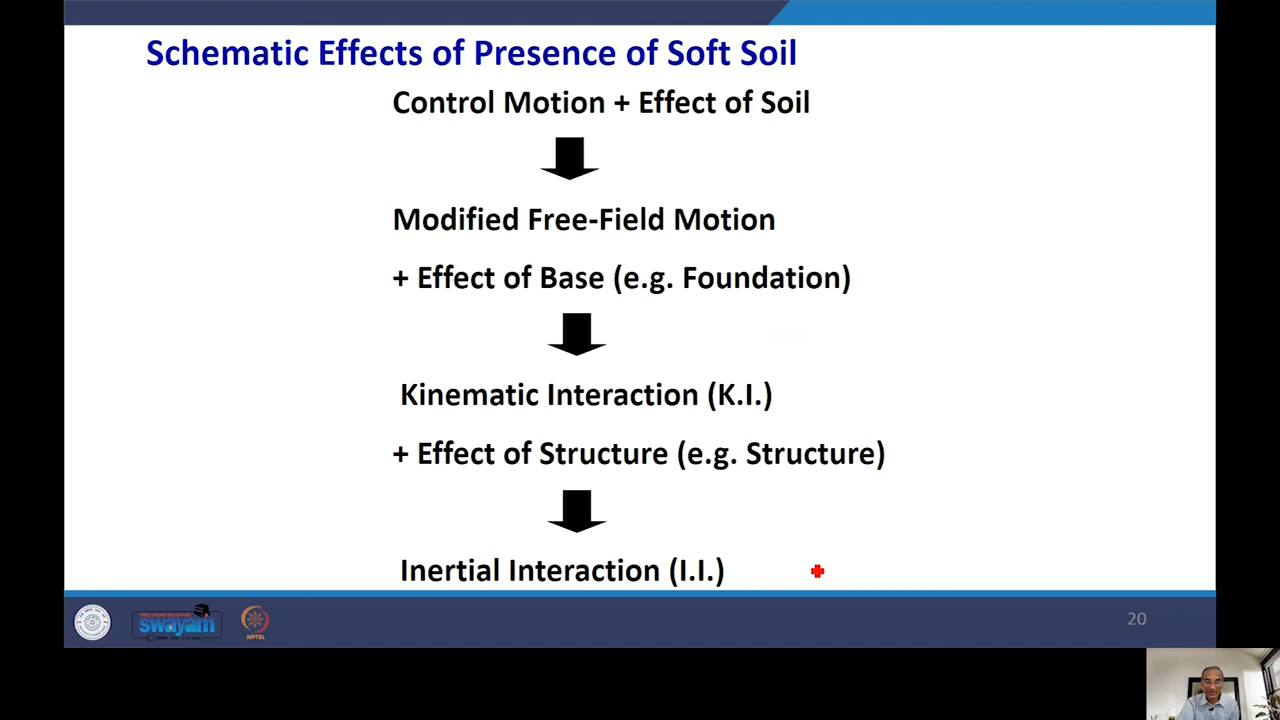 Schematic Effects of Presence of Soft Soil
Control Motion + Effect of Soil
Modified Free-Field Motion
+ Effect of Base (e.g. Foundation)
Kinematic Interaction (K.I.)
+ Effect of Structure (e.g. Structure)
Inertial Interaction (I.I.)
swayam
NPTEL
20